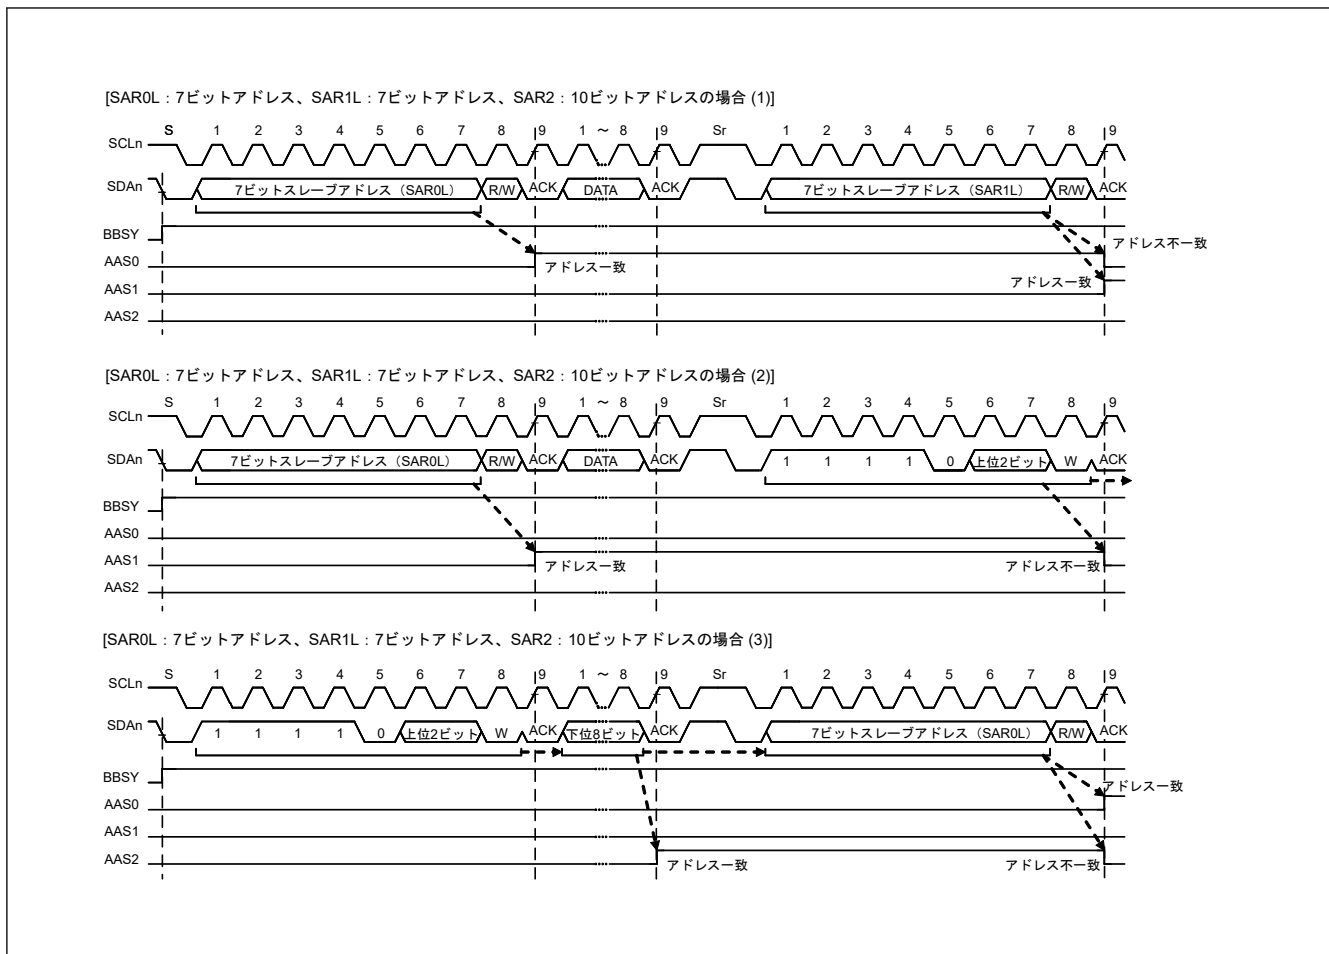 [SAR0L：7ビットアドレス、SAR1L：7ビットアドレス、SAR2：10ビットアドレスの場合 (1)]
S 1 2 3 4 5 6 7 8 9 1 ～ 8 9 Sr 1 2 3 4 5 6 7 8 9
SCLn
SDAn 7ビットスレーブアドレス（SAR0L） R/W ACK DATA ACK 7ビットスレーブアドレス（SAR1L） R/W ACK
BBSY アドレス不一致
AAS0 アドレス一致
AAS1 アドレス一致
AAS2
[SAR0L：7ビットアドレス、SAR1L：7ビットアドレス、SAR2：10ビットアドレスの場合 (2)]
S 1 2 3 4 5 6 7 8 9 1 ～ 8 9 Sr 1 2 3 4 5 6 7 8 9
SCLn
SDAn 7ビットスレーブアドレス（SAR0L） R/W ACK DATA ACK 1 1 1 1 0 上位2ビット W ACK
BBSY
AAS0
AAS1 アドレス一致 アドレス不一致
AAS2
[SAR0L：7ビットアドレス、SAR1L：7ビットアドレス、SAR2：10ビットアドレスの場合 (3)]
S 1 2 3 4 5 6 7 8 9 1 ～ 8 9 Sr 1 2 3 4 5 6 7 8 9
SCLn
SDAn 1 1 1 1 0 上位2ビット W ACK 下位8ビット ACK 7ビットスレーブアドレス（SAR0L） R/W ACK
BBSY アドレス一致
AAS0
AAS1
AAS2 アドレス一致 アドレス不一致